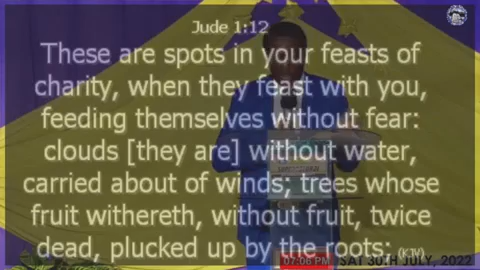 Jude 1:12
These are spots in your feasts of
charity, when they feast with you,
feeding themselves without fear:
clouds [they are] without water,
carried about of winds; trees whose
fruit withereth, without fruit, twice
dead, plucked up by the roots; (KJV)
07:06 PM SAT 30TH JULY, 2022